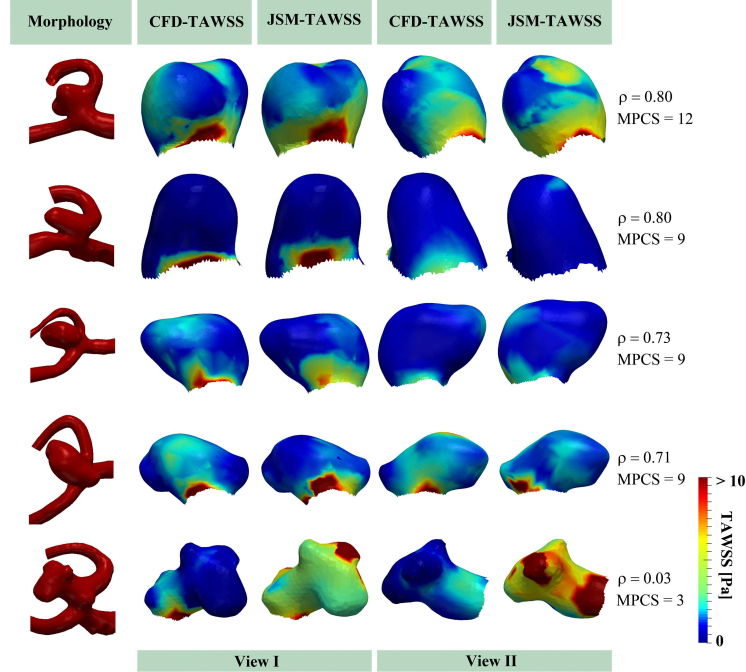 Morphology CFD-TAWSS JSM-TAWSS CFD-TAWSS JSM-TAWSS
ρ = 0.80
MPCS = 12
ρ = 0.80
MPCS = 9
ρ = 0.73
MPCS = 9
ρ = 0.71
MPCS = 9
> 10
TAWSS [Pa]
0
ρ = 0.03
MPCS = 3
View I View II